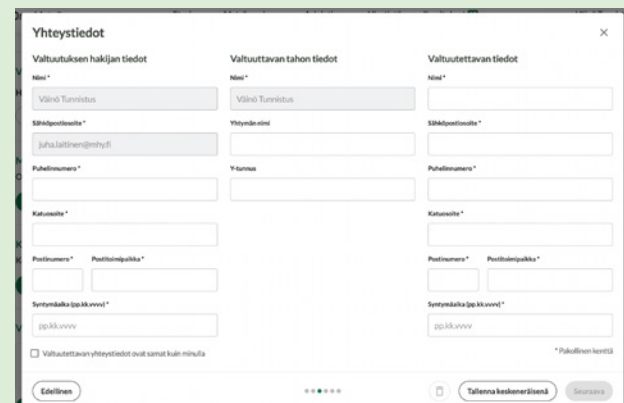 Yhteystiedot
Valtuutuksen hakijan tiedot
Nimi *
Väinö Tunnistus
Sähköpostiosoite *
juha.laitinen@mhy.fi
Puhelinnumero *
Katuosoite *
Postinumero * Postitoimipaikka *
Syntymäaika (pp.kk.vvvv) *
pp.kk.vvvv
Valtuutettavan yhteystiedot ovat samat kuin minulla
Valtuuttavan tahon tiedot
Nimi *
Väinö Tunnistus
Yhtymän nimi
Y-tunnus
Valtuutettavan tiedot
Nimi *
Sähköpostiosoite *
Puhelinnumero *
Katuosoite *
Postinumero * Postitoimipaikka *
Syntymäaika (pp.kk.vvvv) *
pp.kk.vvvv
* Pakollinen kenttä
Edellinen
Tallenna keskeneräisenä
Seuraava